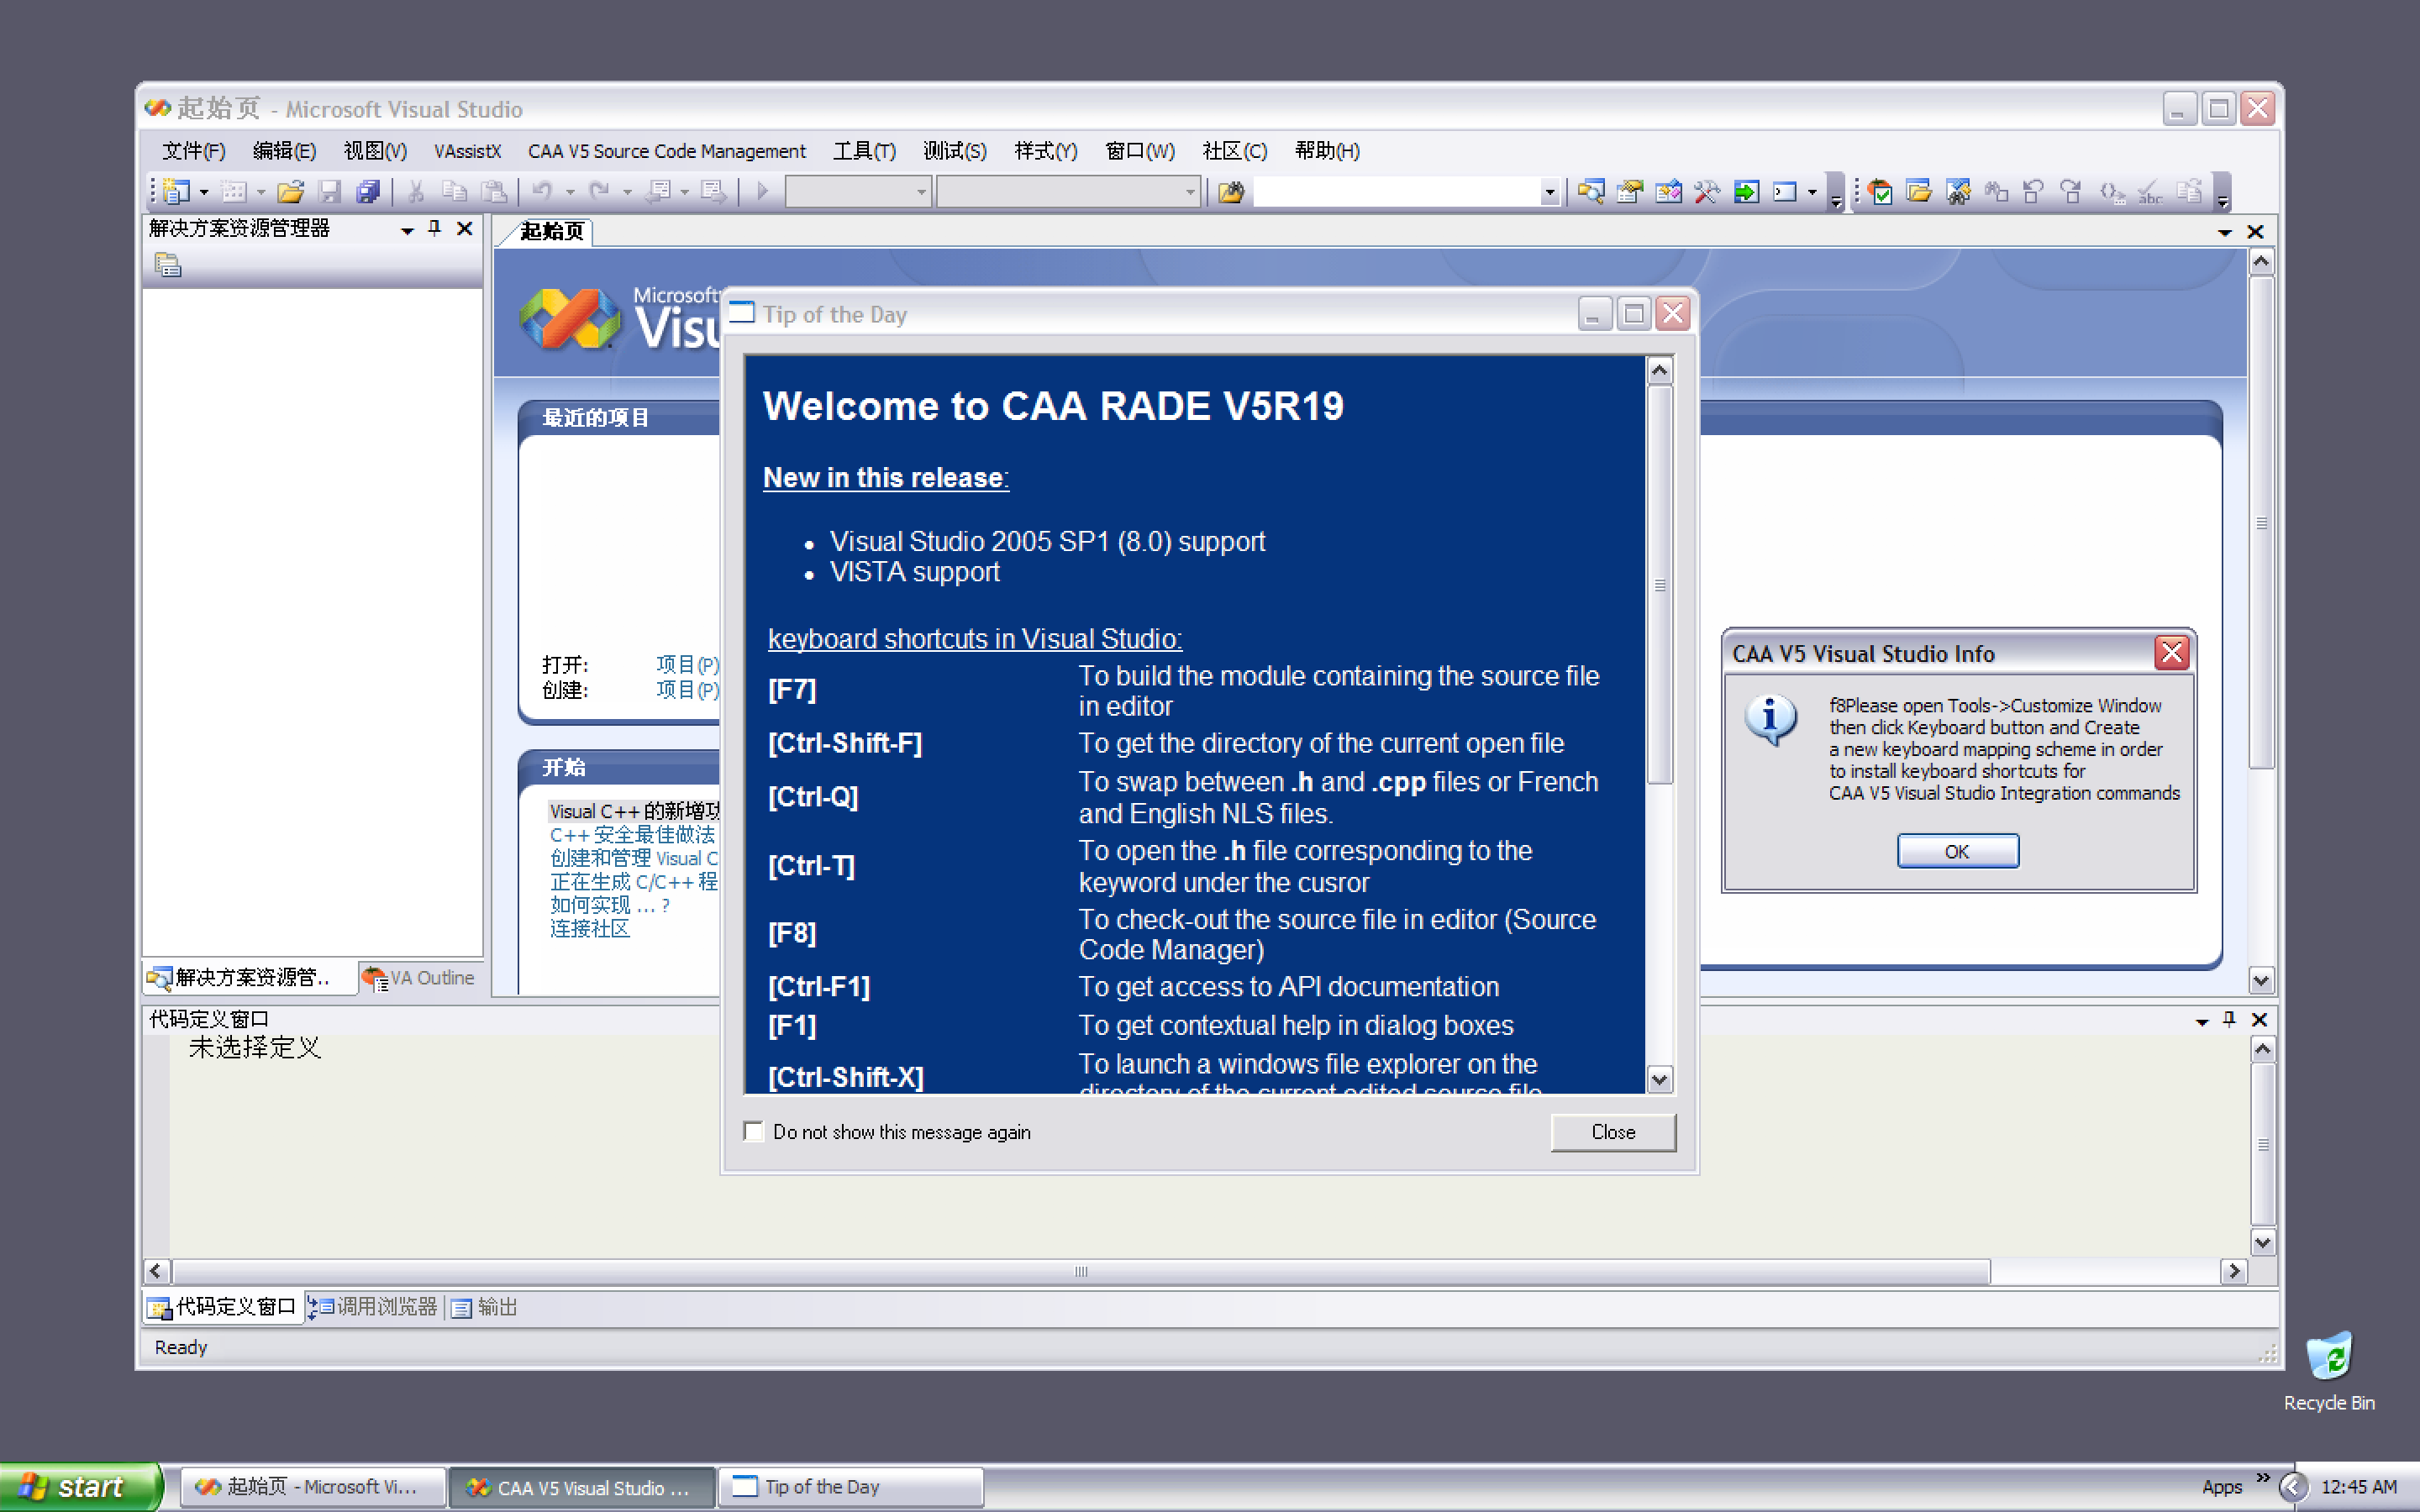 起始页 - Microsoft Visual Studio
文件(F) 编辑(E) 视图(V) VAssistX CAA V5 Source Code Management 工具(T) 测试(S) 样式(Y) 窗口(W) 社区(C) 帮助(H)
解决方案资源管理器
起始页
Microsoft
最近的项目
打开: 项目(P)
创建: 项目(P)
开始
Visual C++ 的新增功
C++ 安全最佳做法
创建和管理 Visual C
正在生成 C/C++ 程
如何实现 ... ?
连接社区
Tip of the Day
Welcome to CAA RADE V5R19
New in this release:
• Visual Studio 2005 SP1 (8.0) support
• VISTA support
keyboard shortcuts in Visual Studio:
[F7] To build the module containing the source file
in editor
[Ctrl-Shift-F] To get the directory of the current open file
[Ctrl-Q] To swap between .h and .cpp files or French
and English NLS files.
[Ctrl-T] To open the .h file corresponding to the
keyword under the cusror
[F8] To check-out the source file in editor (Source
Code Manager)
[Ctrl-F1] To get access to API documentation
[F1] To get contextual help in dialog boxes
[Ctrl-Shift-X] To launch a windows file explorer on the
directory of the current edited source file
Do not show this message again
Close
CAA V5 Visual Studio Info
f8Please open Tools->Customize Window
then click Keyboard button and Create
a new keyboard mapping scheme in order
to install keyboard shortcuts for
CAA V5 Visual Studio Integration commands
OK
解决方案资源管.. VA Outline
代码定义窗口
未选择定义
代码定义窗口 调用浏览器 输出
Ready
Recycle Bin
start 起始页 - Microsoft Vi... CAA V5 Visual Studio ... Tip of the Day Apps 12:45 AM